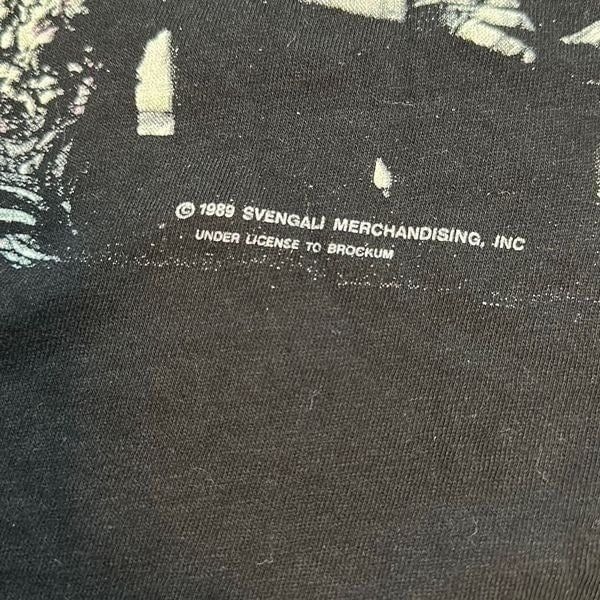 © 1989 SVENGALI MERCHANDISING, INC
UNDER LICENSE TO BROCKUM